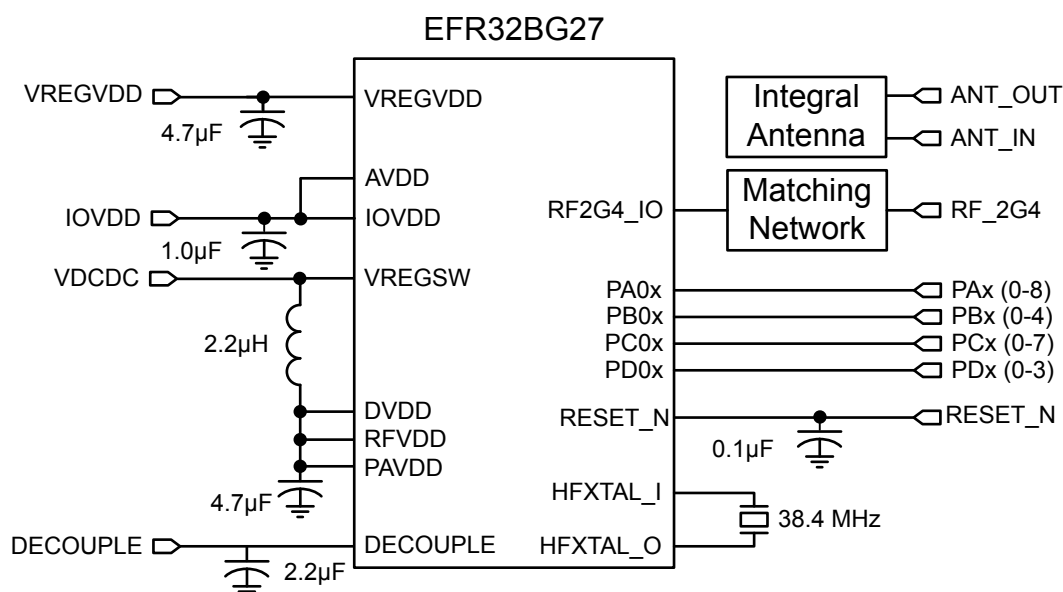 EFR32BG27
VREGVDD
4.7µF
VREGVDD
AVDD
IOVDD
IOVDD
1.0µF
VDCDC
VREGSW
2.2µH
DVDD
RFVDD
PAVDD
4.7µF
DECOUPLE
DECOUPLE
2.2µF
Integral
Antenna
ANT_OUT
ANT_IN
RF2G4_IO
Matching
Network
RF_2G4
PA0x
PAx (0-8)
PB0x
PBx (0-4)
PC0x
PCx (0-7)
PD0x
PDx (0-3)
RESET_N
RESET_N
0.1µF
HFXTAL_I
38.4 MHz
HFXTAL_O